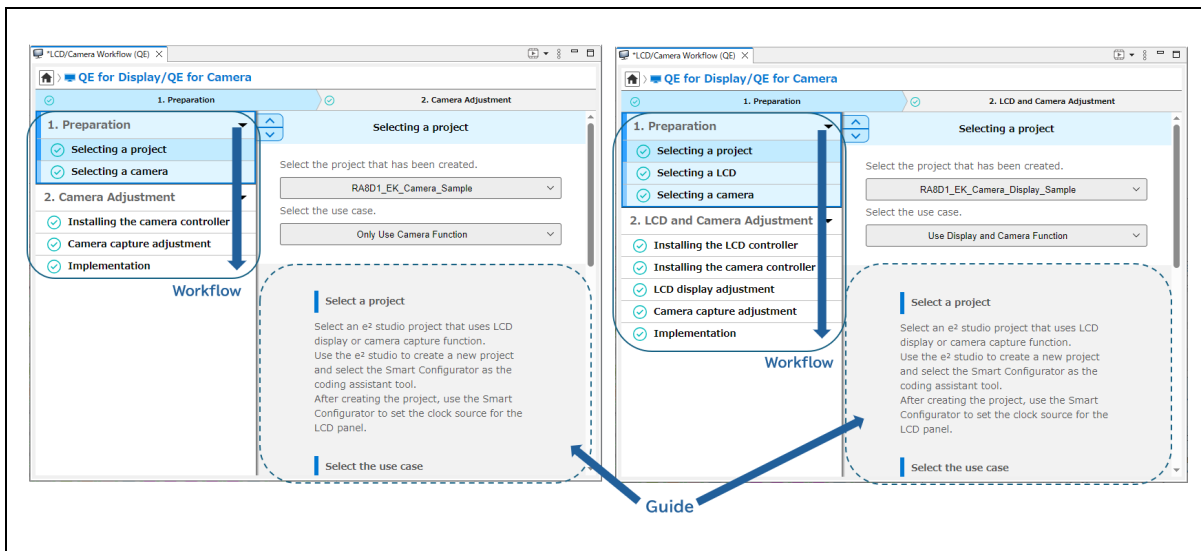 *LCD/Camera Workflow (QE)
QE for Display/QE for Camera
1. Preparation
2. Camera Adjustment
1. Preparation
Selecting a project
Selecting a camera
2. Camera Adjustment
Installing the camera controller
Camera capture adjustment
Implementation
Workflow
Selecting a project
Select the project that has been created.
RA8D1_EK_Camera_Sample
Select the use case.
Only Use Camera Function
Select a project
Select an e² studio project that uses LCD
display or camera capture function.
Use the e² studio to create a new project
and select the Smart Configurator as the
coding assistant tool.
After creating the project, use the Smart
Configurator to set the clock source for the
LCD panel.
Select the use case
*LCD/Camera Workflow (QE)
QE for Display/QE for Camera
1. Preparation
2. LCD and Camera Adjustment
1. Preparation
Selecting a project
Selecting a LCD
Selecting a camera
2. LCD and Camera Adjustment
Installing the LCD controller
Installing the camera controller
LCD display adjustment
Camera capture adjustment
Implementation
Workflow
Selecting a project
Select the project that has been created.
RA8D1_EK_Camera_Display_Sample
Select the use case.
Use Display and Camera Function
Select a project
Select an e² studio project that uses LCD
display or camera capture function.
Use the e² studio to create a new project
and select the Smart Configurator as the
coding assistant tool.
After creating the project, use the Smart
Configurator to set the clock source for the
LCD panel.
Select the use case
Guide